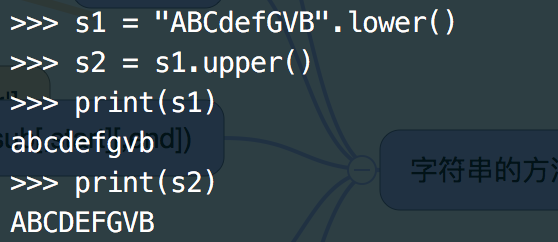 >>> s1 = "ABCdefGVB".lower()
>>> s2 = s1.upper()
>>> print(s1)
abcdefgvb
>>> print(s2)
ABCDEFGVB
字符串的方